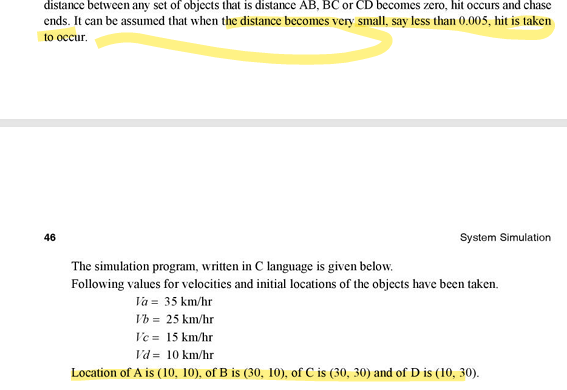 distance between any set of objects that is distance AB, BC or CD becomes zero, hit occurs and chase
ends. It can be assumed that when the distance becomes very small, say less than 0.005, hit is taken
to occur.
46
System Simulation
The simulation program, written in C language is given below.
Following values for velocities and initial locations of the objects have been taken.
Va = 35 km/hr
Vb = 25 km/hr
Vc = 15 km/hr
Vd = 10 km/hr
Location of A is (10, 10), of B is (30, 10), of C is (30, 30) and of D is (10, 30).